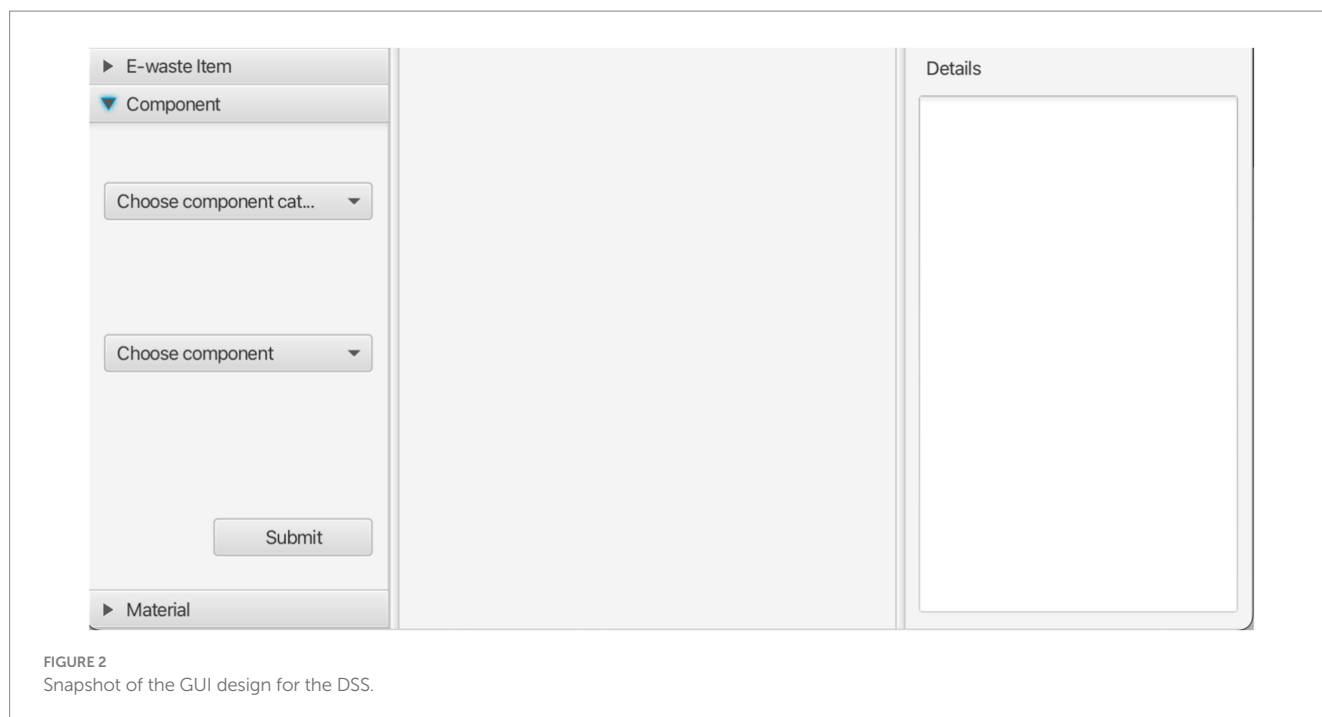 E-waste Item
Component
Choose component cat...
Choose component
Submit
Material
Details
FIGURE 2
Snapshot of the GUI design for the DSS.